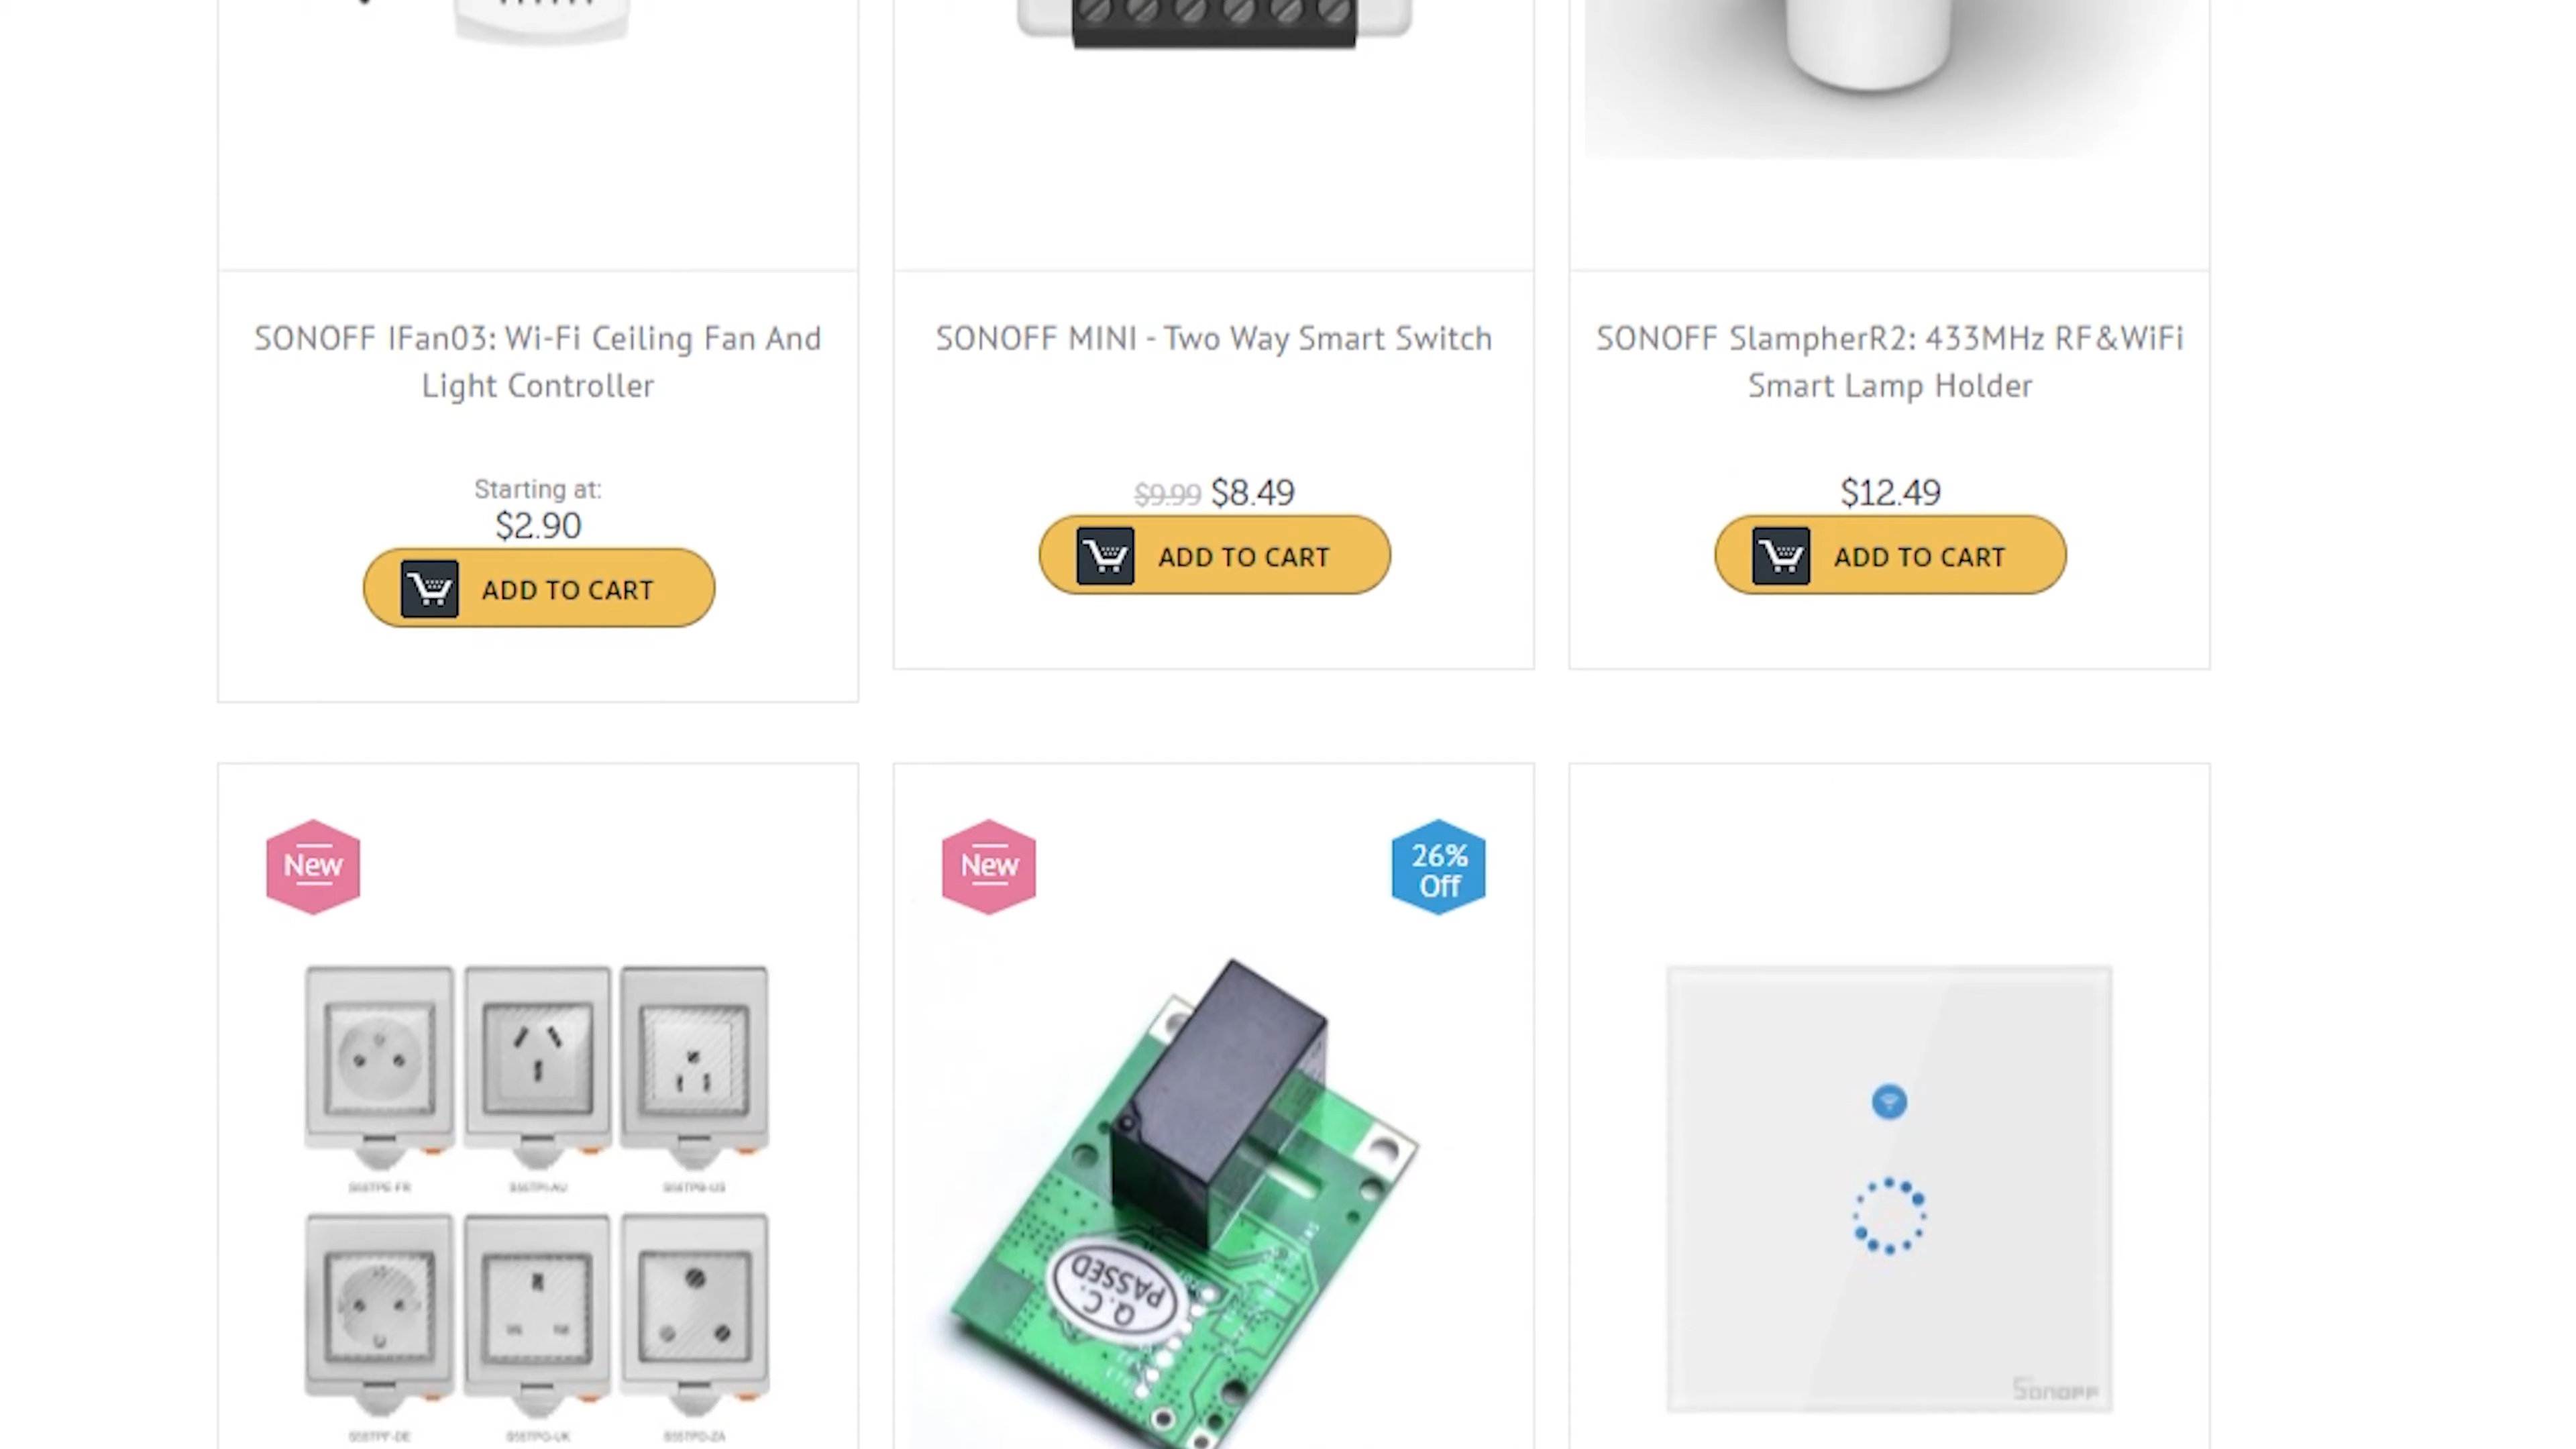 SONOFF IFan03: Wi-Fi Ceiling Fan And
Light Controller
Starting at:
$2.90
ADD TO CART
SONOFF MINI - Two Way Smart Switch
$9.99 $8.49
ADD TO CART
SONOFF SlampherR2: 433MHz RF&WiFi
Smart Lamp Holder
$12.49
ADD TO CART
New
New
26%
Off
Q.C.
PASSED
SONOFF